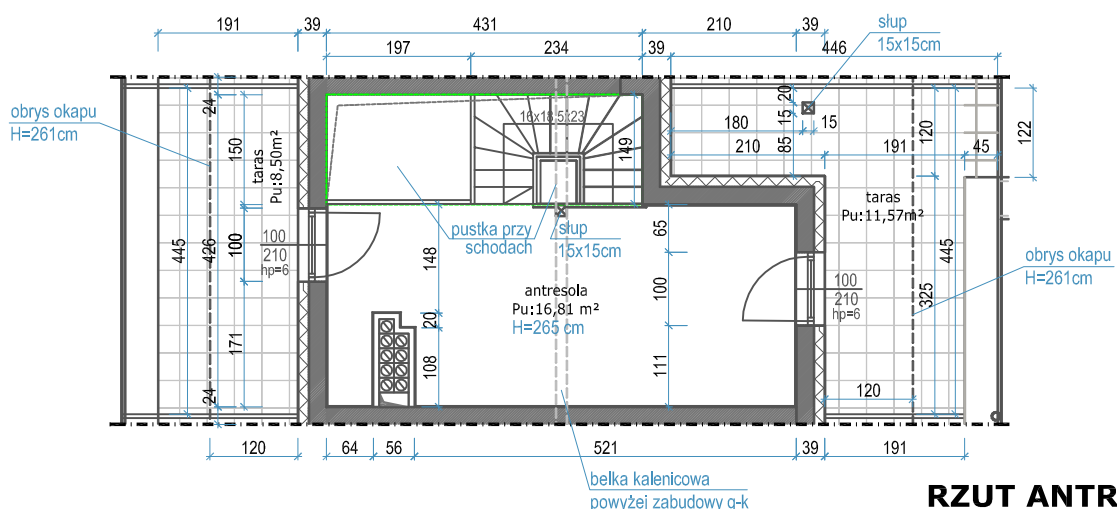 191
39
431
210
39
słup
15x15cm
197
234
39
446
obrys okapu
H=261cm
24
150
taras
Pu:8,50m²
16x18,5x23
149
20
15
180
15
85
210
120
191
45
122
taras
Pu:11,57m²
pustka przy
schodach
słup
15x15cm
445
426
100
100
210
hp=6
148
65
100
100
210
hp=6
445
325
obrys okapu
H=261cm
antresola
Pu:16,81 m²
H=265 cm
171
20
108
111
24
120
120
64
56
521
39
191
belka kalenicowa
powyżej zabudowy g-k
RZUT ANTR